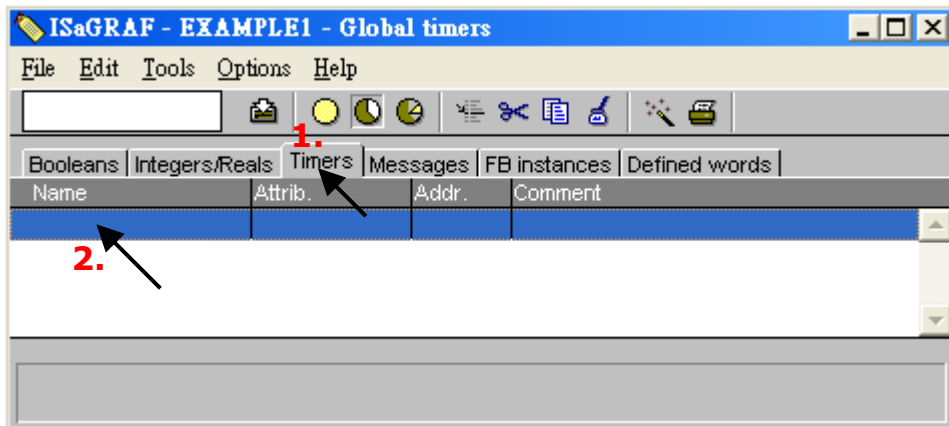 ISaGRAF - EXAMPLE1 - Global timers
File Edit Tools Options Help
1.
Booleans Integers/Reals Timers Messages FB instances Defined words
Name Attrib. Addr. Comment
2.